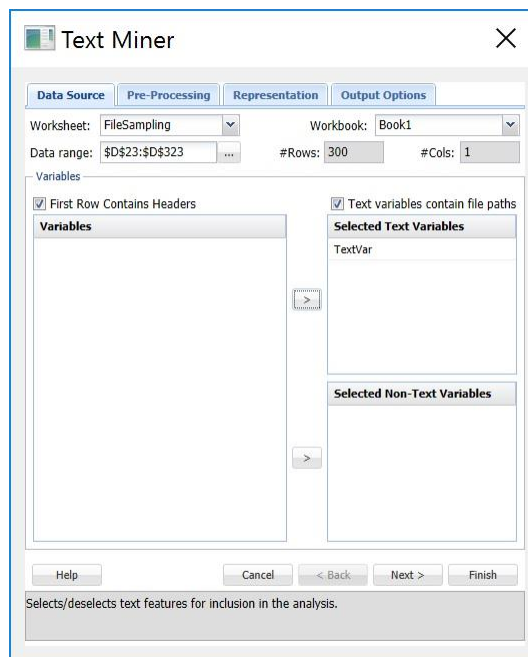 Text Miner
Data Source Pre-Processing Representation Output Options
Worksheet: FileSampling Workbook: Book1
Data range: $D$23:$D$323 ... #Rows: 300 #Cols: 1
Variables
First Row Contains Headers Text variables contain file paths
Variables Selected Text Variables
TextVar
>
Selected Non-Text Variables
>
Help Cancel < Back Next > Finish
Selects/deselects text features for inclusion in the analysis.